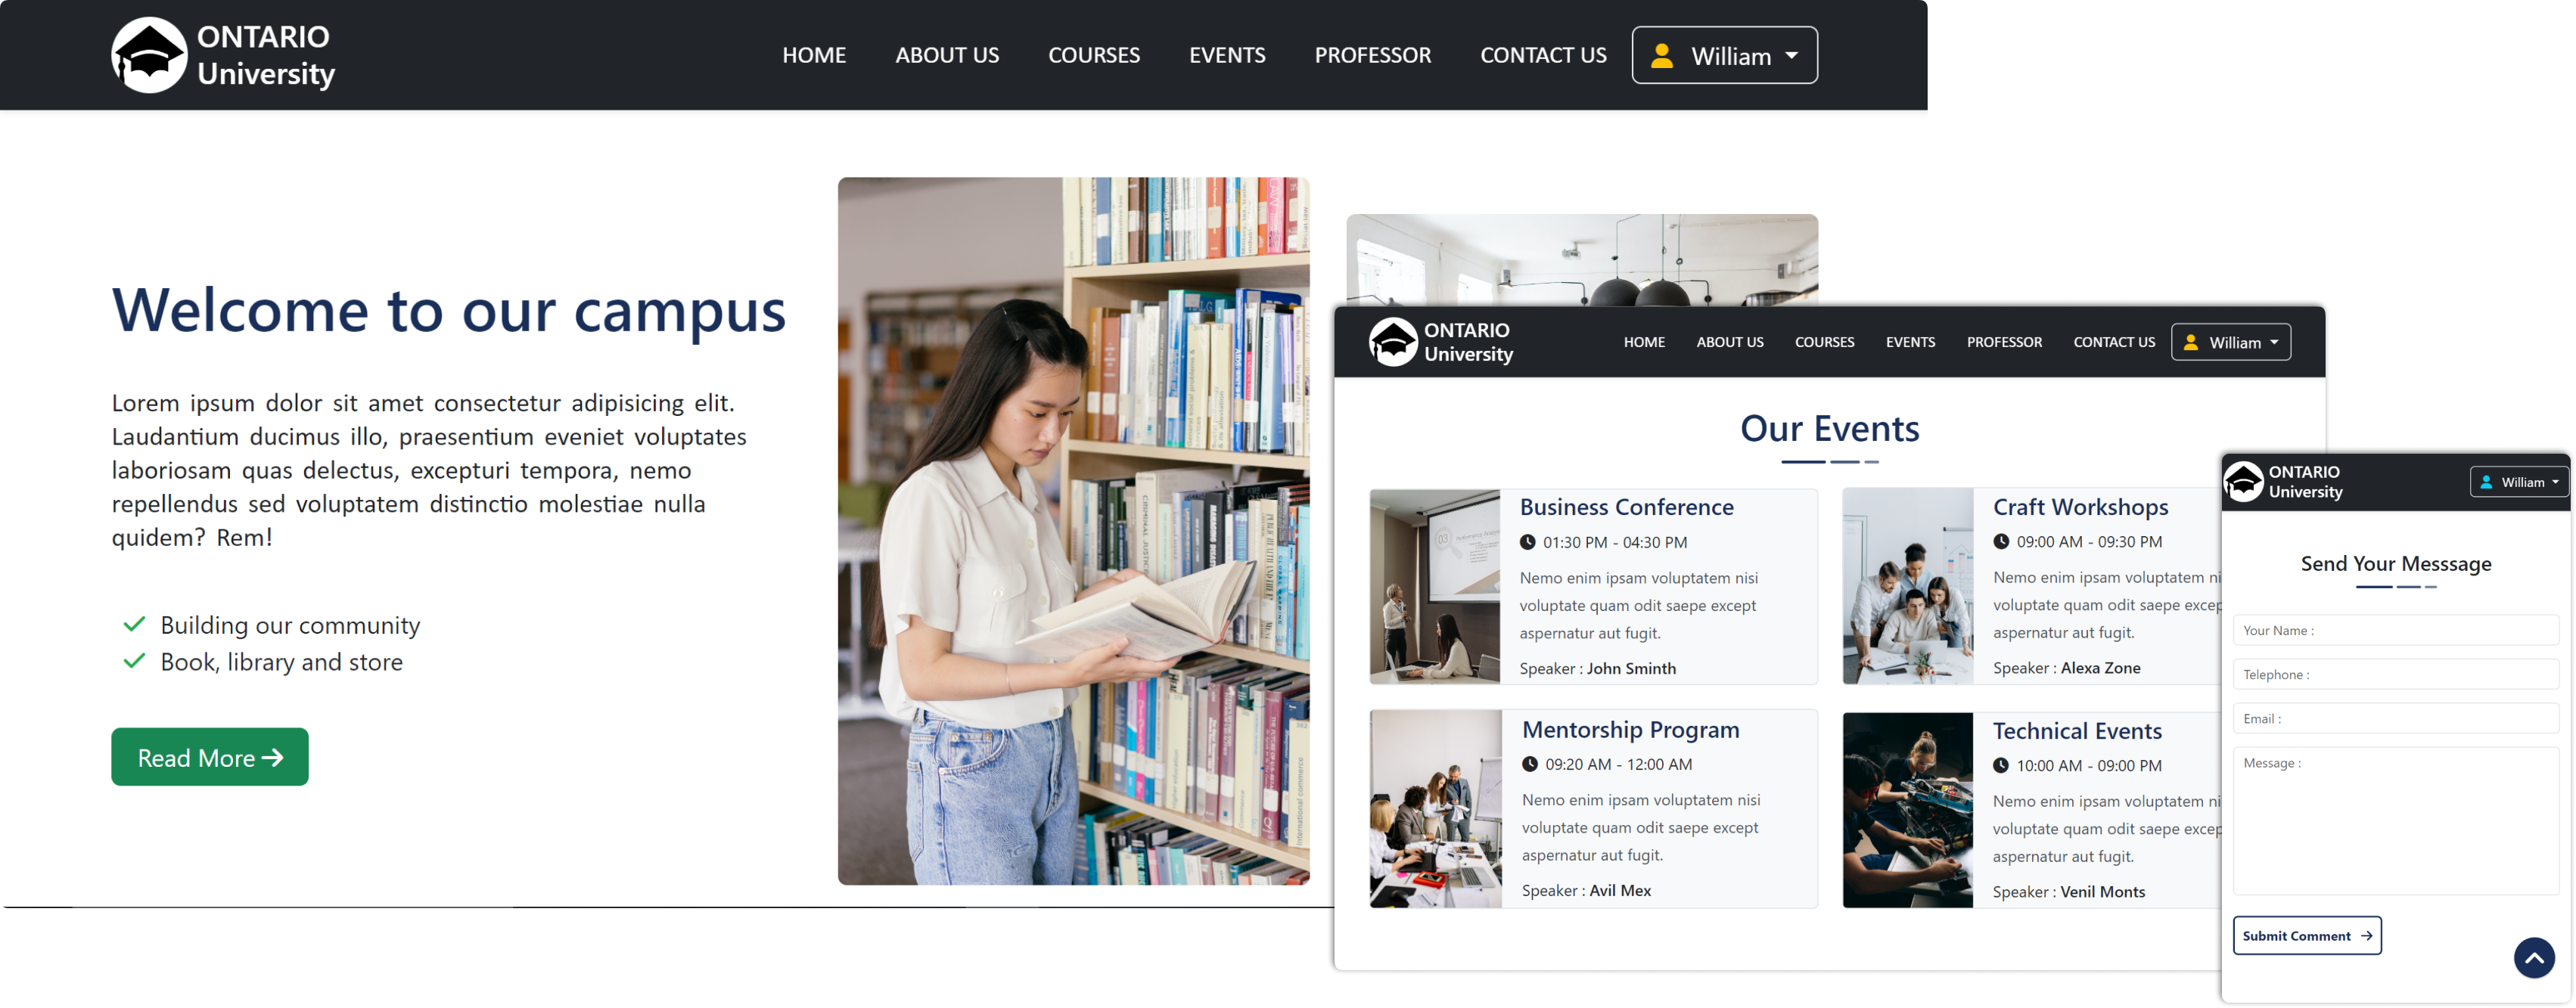 ONTARIO
University
HOME
ABOUT US
COURSES
EVENTS
PROFESSOR
CONTACT US
William
Welcome to our campus
Lorem ipsum dolor sit amet consectetur adipisicing elit.
Laudantium ducimus illo, praesentium eveniet voluptates
laboriosam quas delectus, excepturi tempora, nemo
repellendus sed voluptatem distinctio molestiae nulla
quidem? Rem!
Building our community
Book, library and store
Read More
ONTARIO
University
HOME
ABOUT US
COURSES
EVENTS
PROFESSOR
CONTACT US
William
Our Events
Business Conference
01:30 PM - 04:30 PM
Nemo enim ipsam voluptatem nisi
voluptate quam odit saepe except
aspernatur aut fugit.
Speaker : John Sminth
Craft Workshops
09:00 AM - 09:30 PM
Nemo enim ipsam voluptatem ni
voluptate quam odit saepe excep
aspernatur aut fugit.
Speaker : Alexa Zone
Mentorship Program
09:20 AM - 12:00 AM
Nemo enim ipsam voluptatem nisi
voluptate quam odit saepe except
aspernatur aut fugit.
Speaker : Avil Mex
Technical Events
10:00 AM - 09:00 PM
Nemo enim ipsam voluptatem ni
voluptate quam odit saepe excep
aspernatur aut fugit.
Speaker : Venil Monts
ONTARIO
University
William
Send Your Messsage
Your Name :
Telephone :
Email :
Message :
Submit Comment